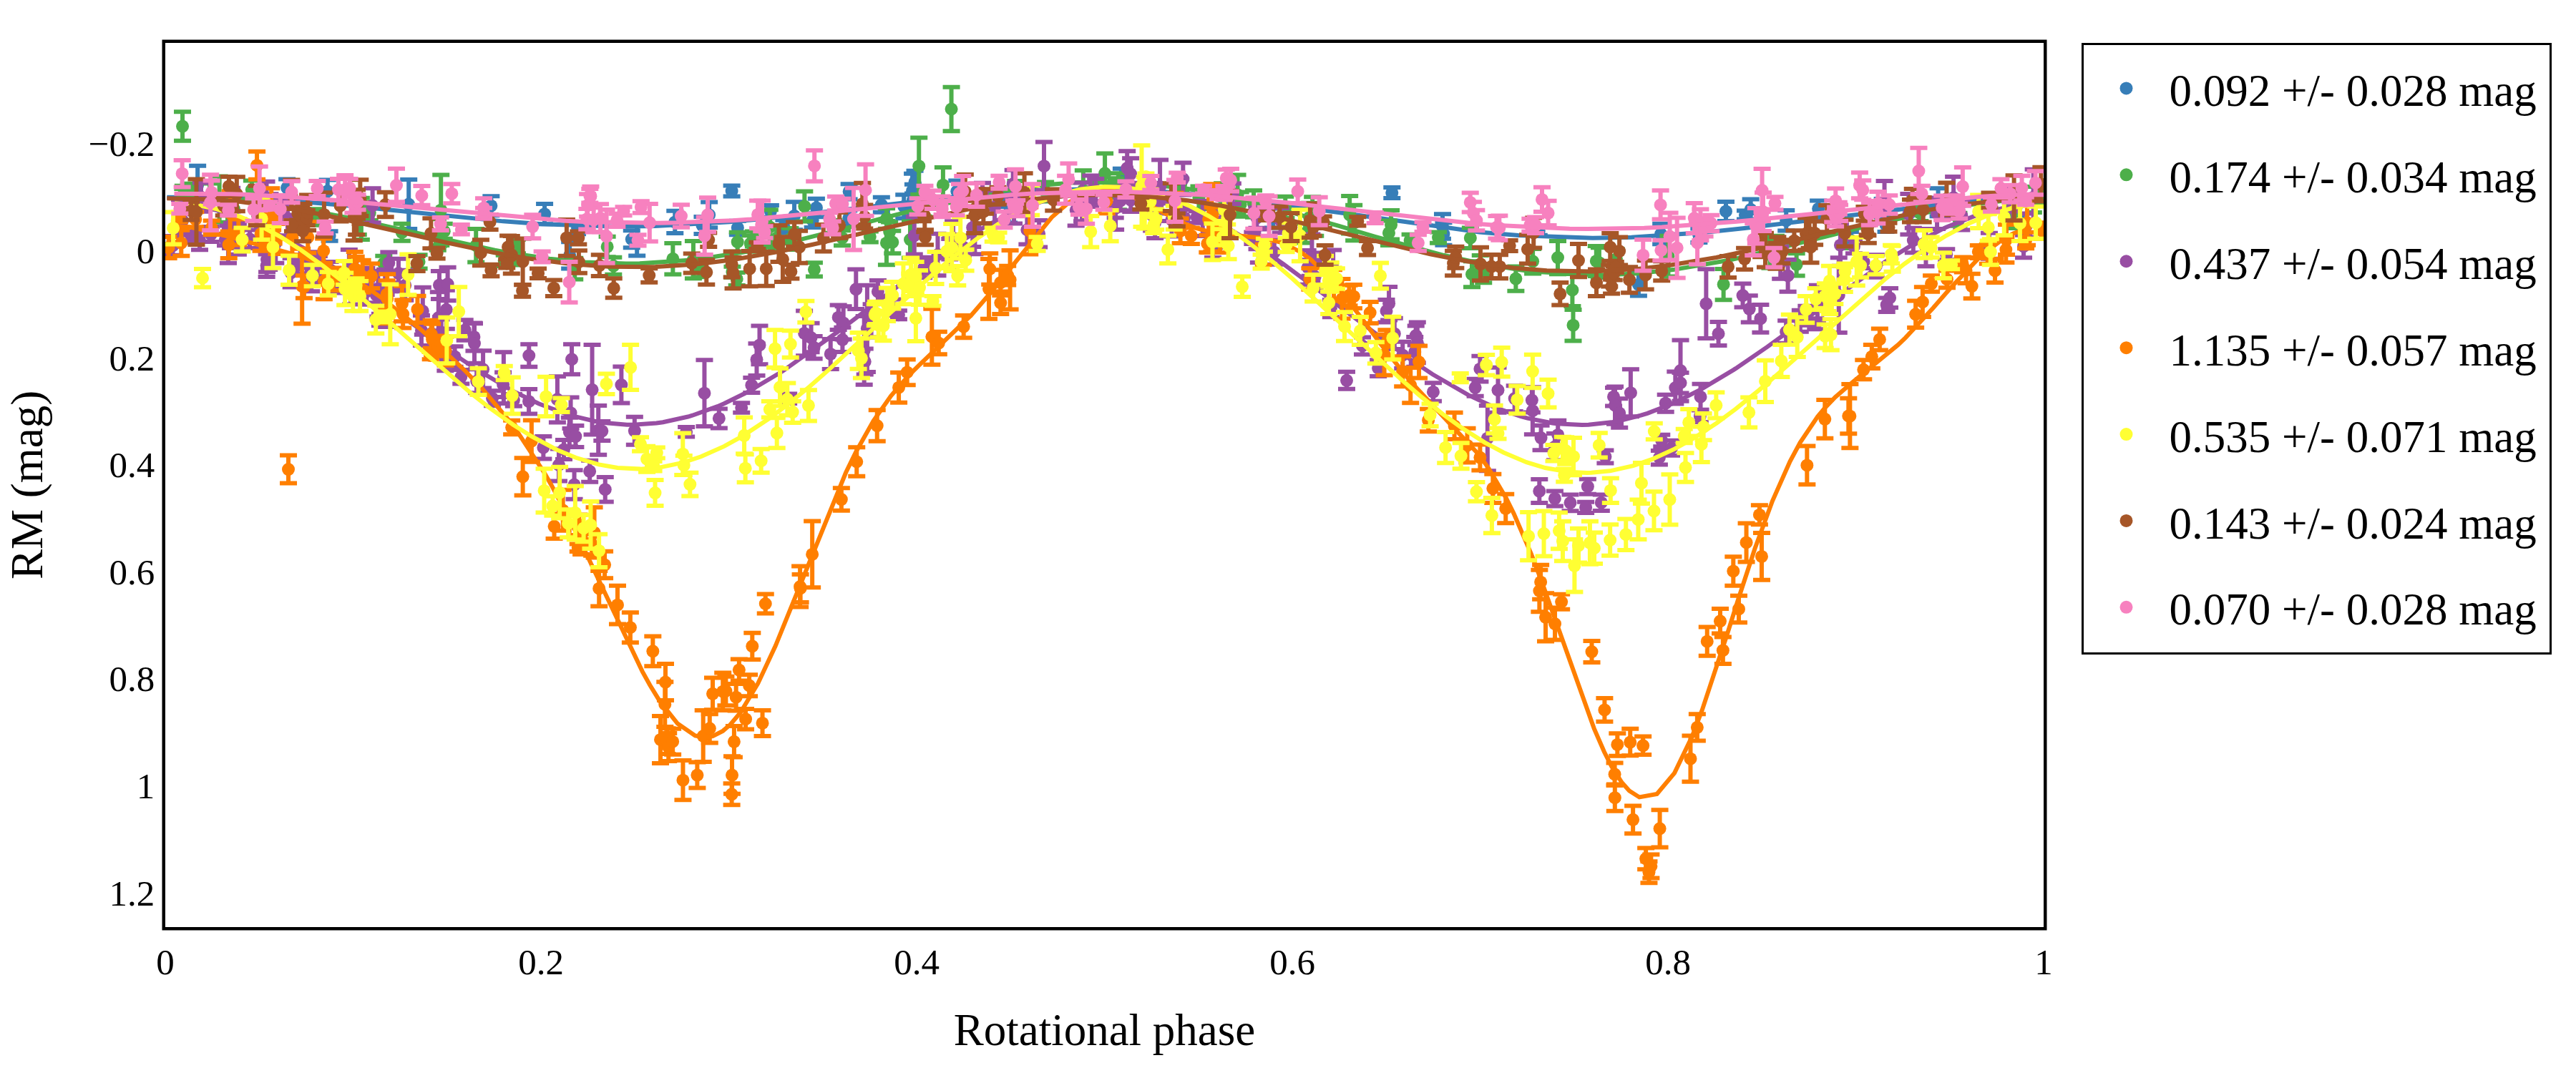 −0.2
0
0.2
0.4
0.6
0.8
1
1.2
RM (mag)
0 0.2 0.4 0.6 0.8 1
Rotational phase
0.092 +/- 0.028 mag
0.174 +/- 0.034 mag
0.437 +/- 0.054 mag
1.135 +/- 0.057 mag
0.535 +/- 0.071 mag
0.143 +/- 0.024 mag
0.070 +/- 0.028 mag